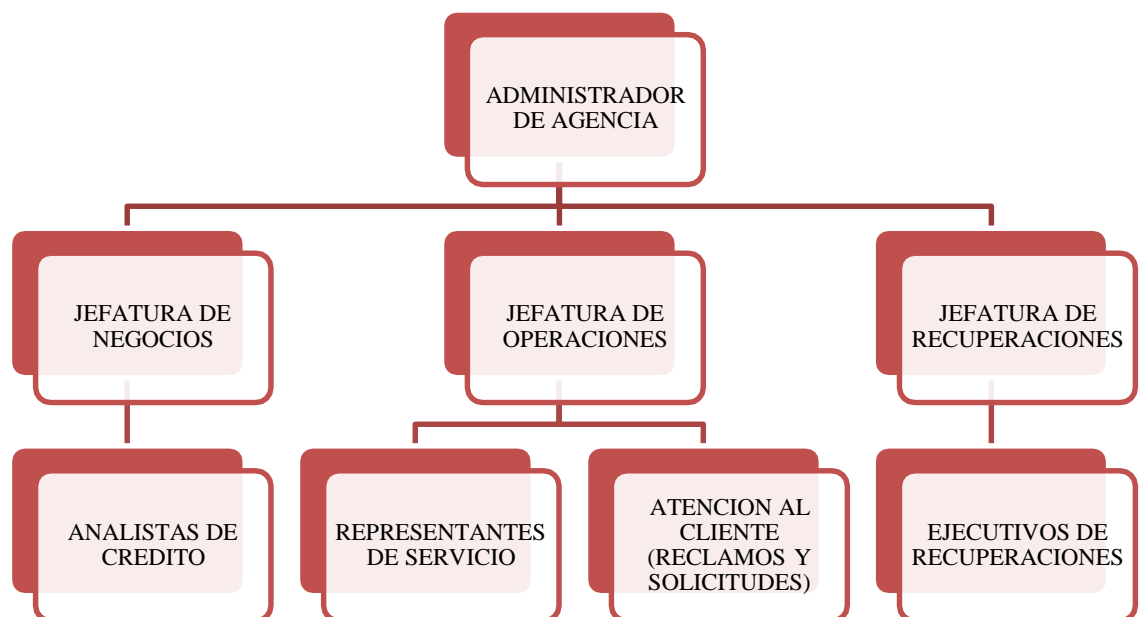 ADMINISTRADOR
DE AGENCIA
JEFATURA DE
NEGOCIOS
JEFATURA DE
OPERACIONES
JEFATURA DE
RECUPERACIONES
ANALISTAS DE
CREDITO
REPRESENTANTES
DE SERVICIO
ATENCION AL
CLIENTE
(RECLAMOS Y
SOLICITUDES)
EJECUTIVOS DE
RECUPERACIONES